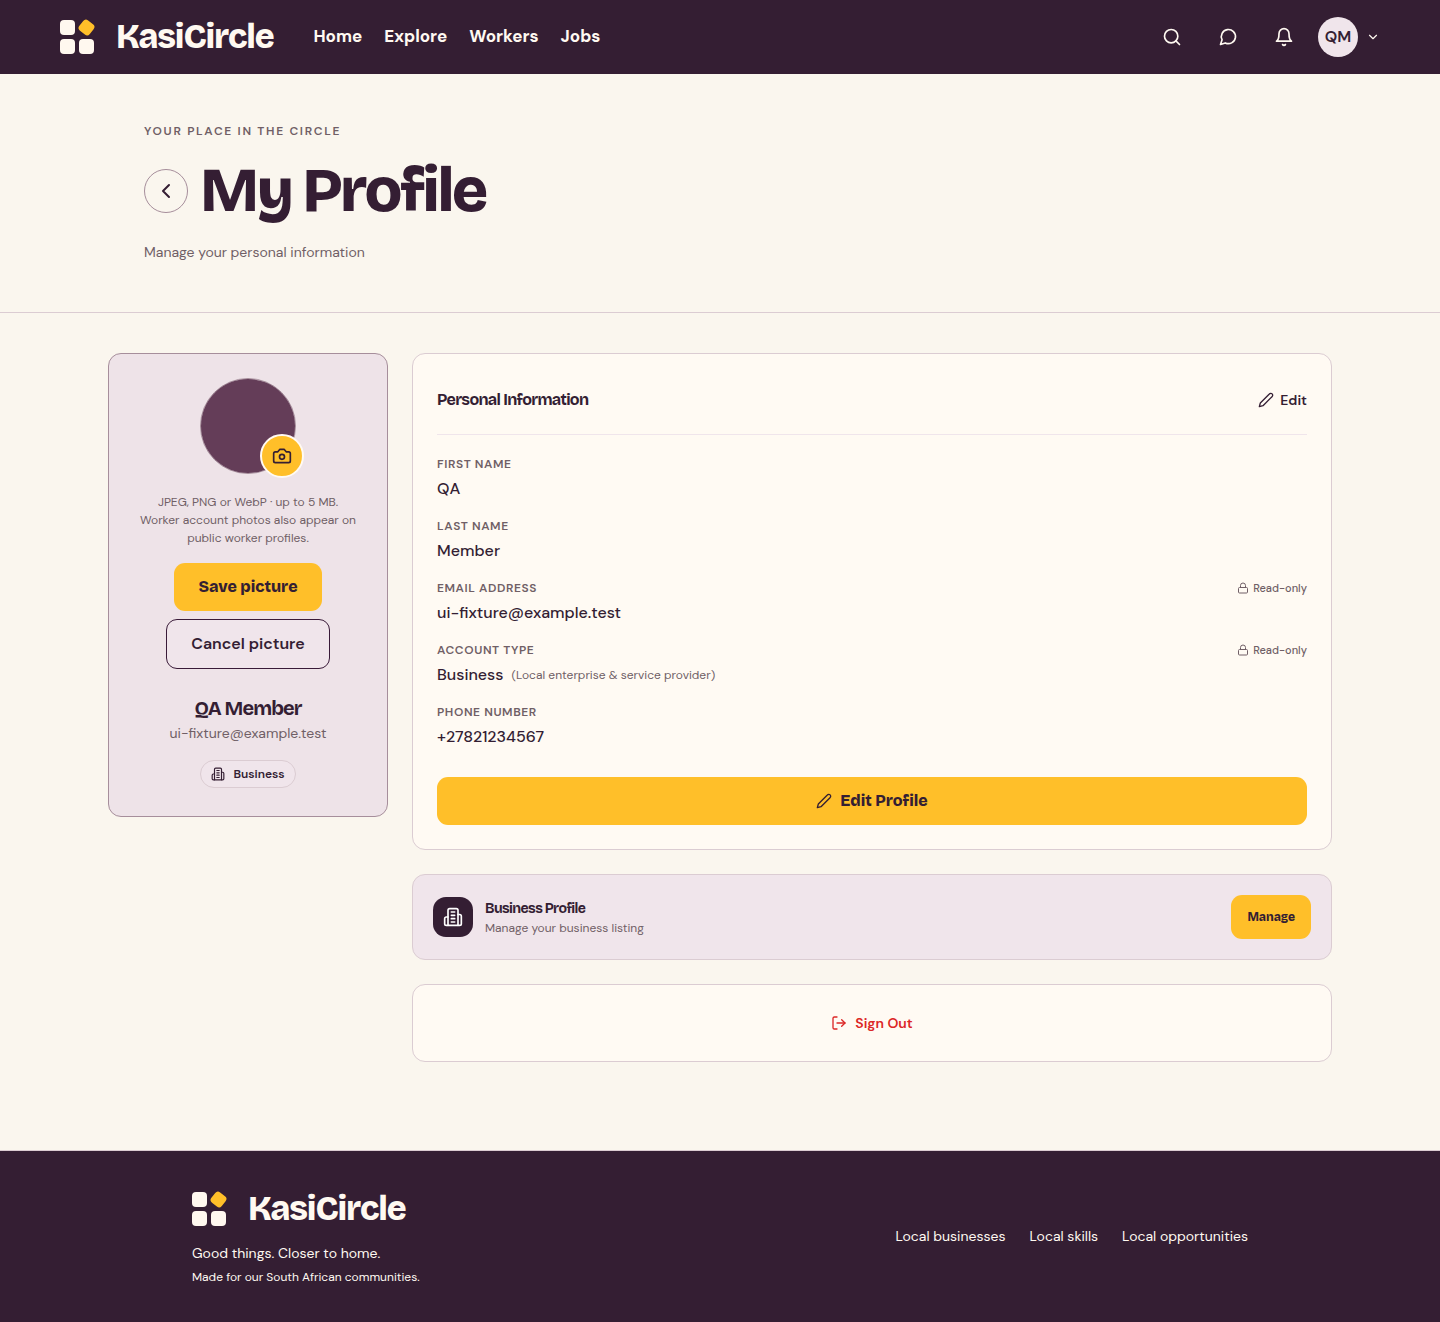 KasiCircle
Home Explore Workers Jobs
QM
YOUR PLACE IN THE CIRCLE
My Profile
Manage your personal information
JPEG, PNG or WebP · up to 5 MB.
Worker account photos also appear on
public worker profiles.
Save picture
Cancel picture
QA Member
ui-fixture@example.test
Business
Personal Information
Edit
FIRST NAME
QA
LAST NAME
Member
EMAIL ADDRESS
Read-only
ui-fixture@example.test
ACCOUNT TYPE
Read-only
Business (Local enterprise & service provider)
PHONE NUMBER
+27821234567
Edit Profile
Business Profile
Manage your business listing
Manage
Sign Out
KasiCircle
Good things. Closer to home.
Made for our South African communities.
Local businesses Local skills Local opportunities